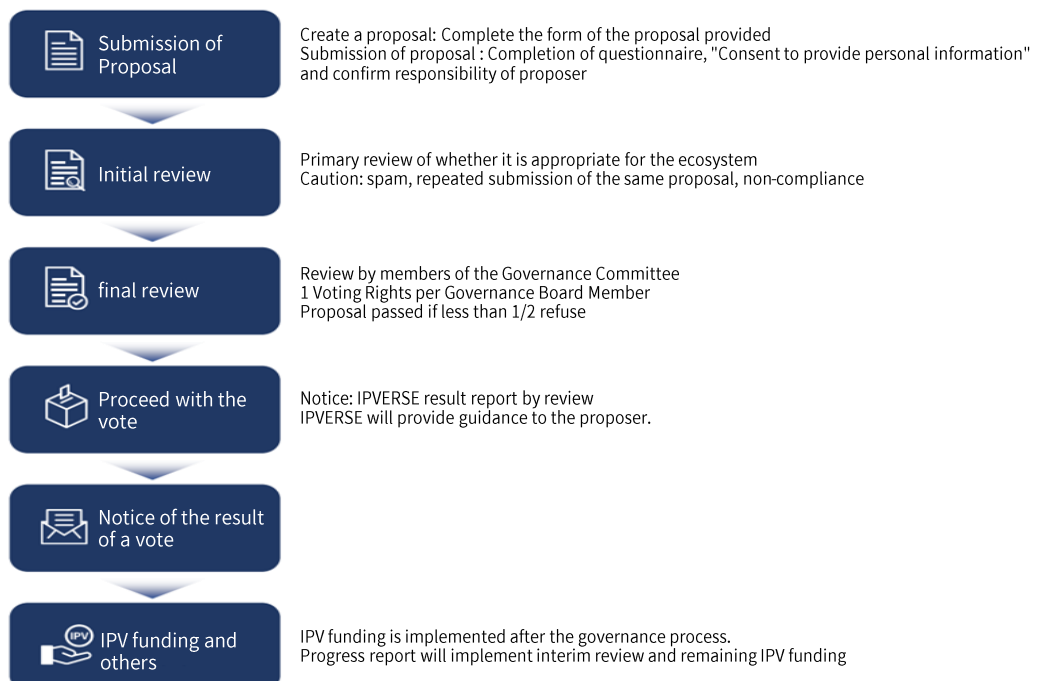 Submission of
Proposal
Create a proposal: Complete the form of the proposal provided
Submission of proposal : Completion of questionnaire, "Consent to provide personal information"
and confirm responsibility of proposer
Initial review
Primary review of whether it is appropriate for the ecosystem
Caution: spam, repeated submission of the same proposal, non-compliance
final review
Review by members of the Governance Committee
1 Voting Rights per Governance Board Member
Proposal passed if less than 1/2 refuse
Proceed with the
vote
Notice: IPVERSE result report by review
IPVERSE will provide guidance to the proposer.
Notice of the result
of a vote
IPV
IPV funding and
others
IPV funding is implemented after the governance process.
Progress report will implement interim review and remaining IPV funding